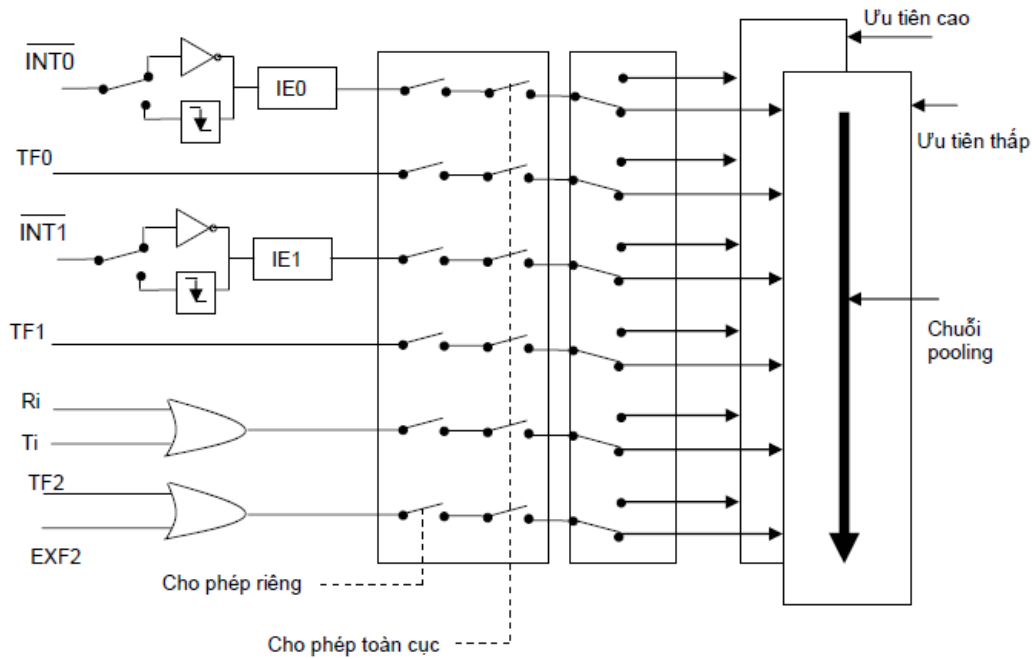 Ưu tiên cao
INT0
IE0
Ưu tiên thấp
TF0
INT1
IE1
Chuỗi
pooling
TF1
Ri
Ti
TF2
EXF2
Cho phép riêng
Cho phép toàn cục